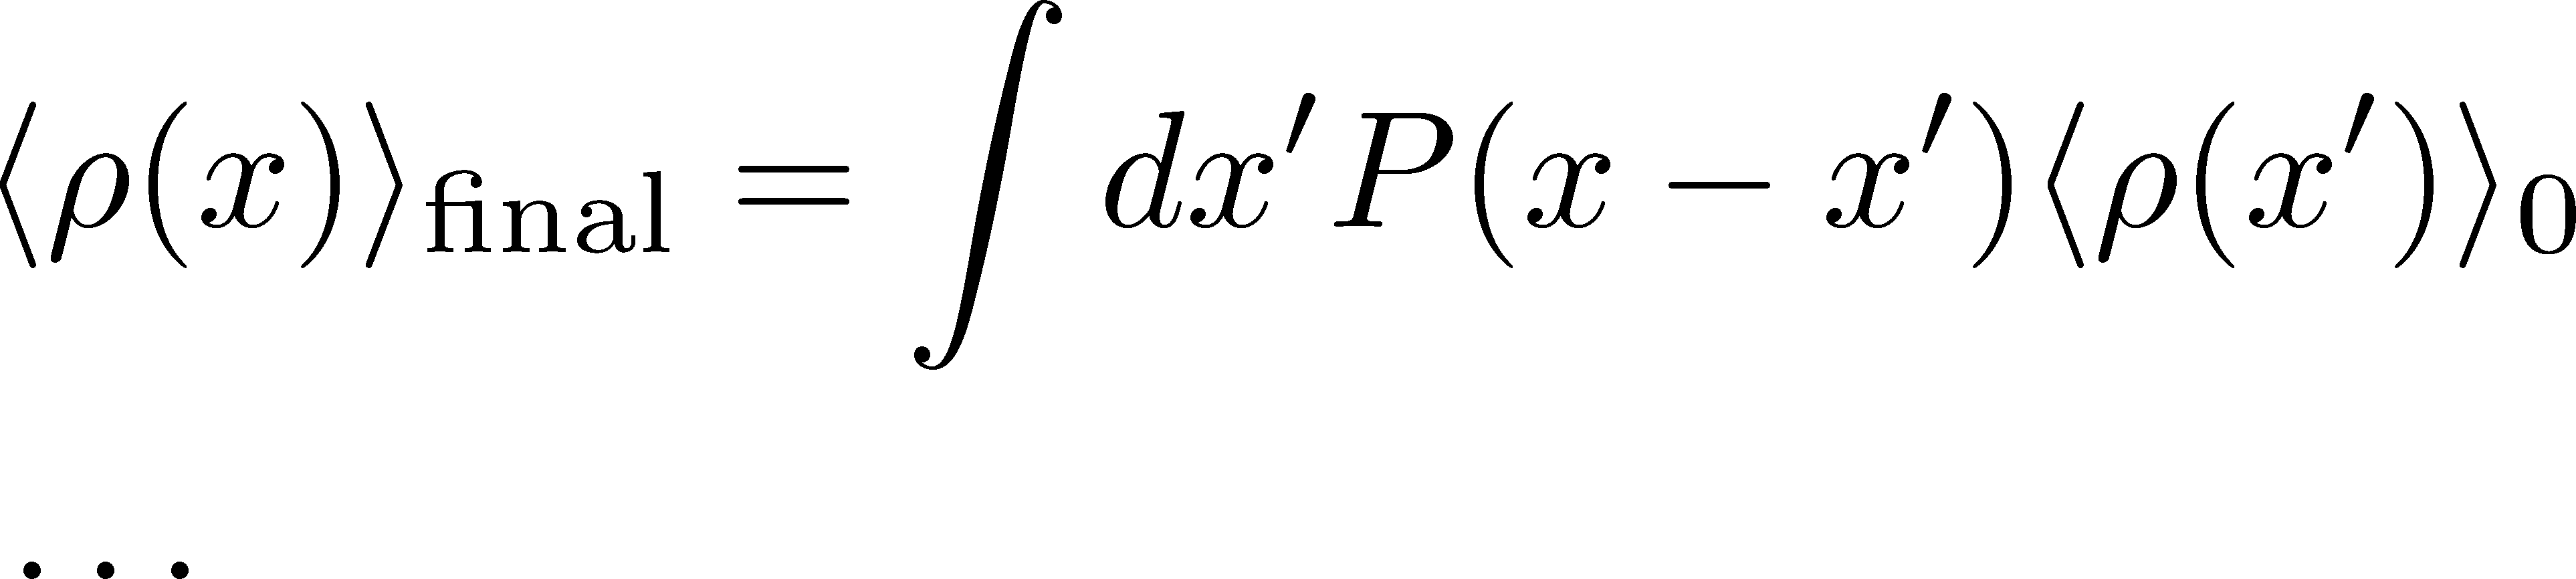 ⟨ρ(x)⟩_final = ∫ dx′ P(x − x′)⟨ρ(x′)⟩_0
...